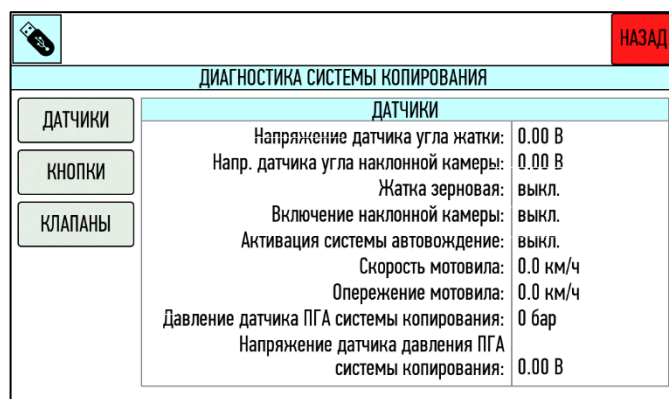 НАЗАД
ДИАГНОСТИКА СИСТЕМЫ КОПИРОВАНИЯ
ДАТЧИКИ
КНОПКИ
КЛАПАНЫ
ДАТЧИКИ
Напряжение датчика угла жатки: 0.00 В
Напр. датчика угла наклонной камеры: 0.00 В
Жатка зерновая: выкл.
Включение наклонной камеры: выкл.
Активация системы автовождение: выкл.
Скорость мотовила: 0.0 км/ч
Опережение мотовила: 0.0 км/ч
Давление датчика ПГА системы копирования: 0 бар
Напряжение датчика давления ПГА
системы копирования: 0.00 В